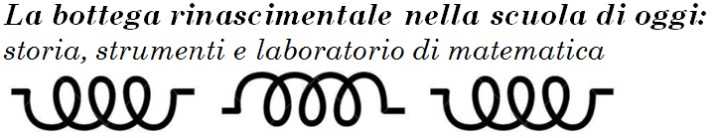 La bottega rinascimentale nella scuola di oggi:
storia, strumenti e laboratorio di matematica